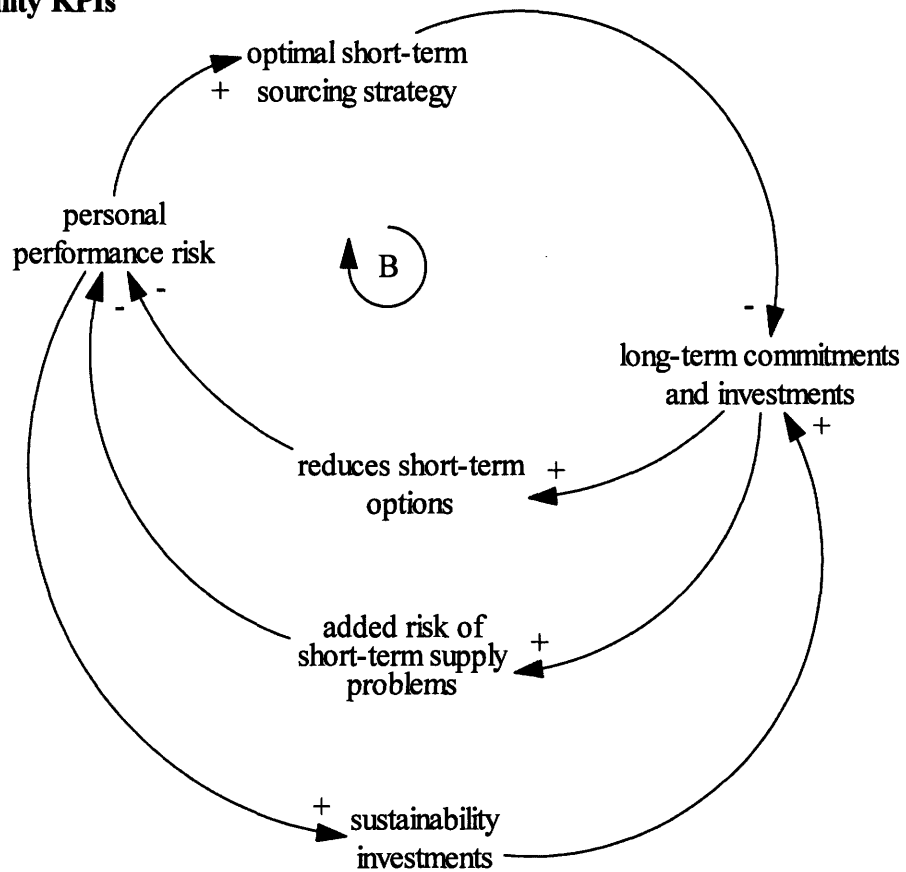 KPIs
optimal short-term
+ sourcing strategy
personal
performance risk
B
-
-
-
long-term commitments
and investments
+
reduces short-term +
options
added risk of +
short-term supply
problems
+ sustainability
investments